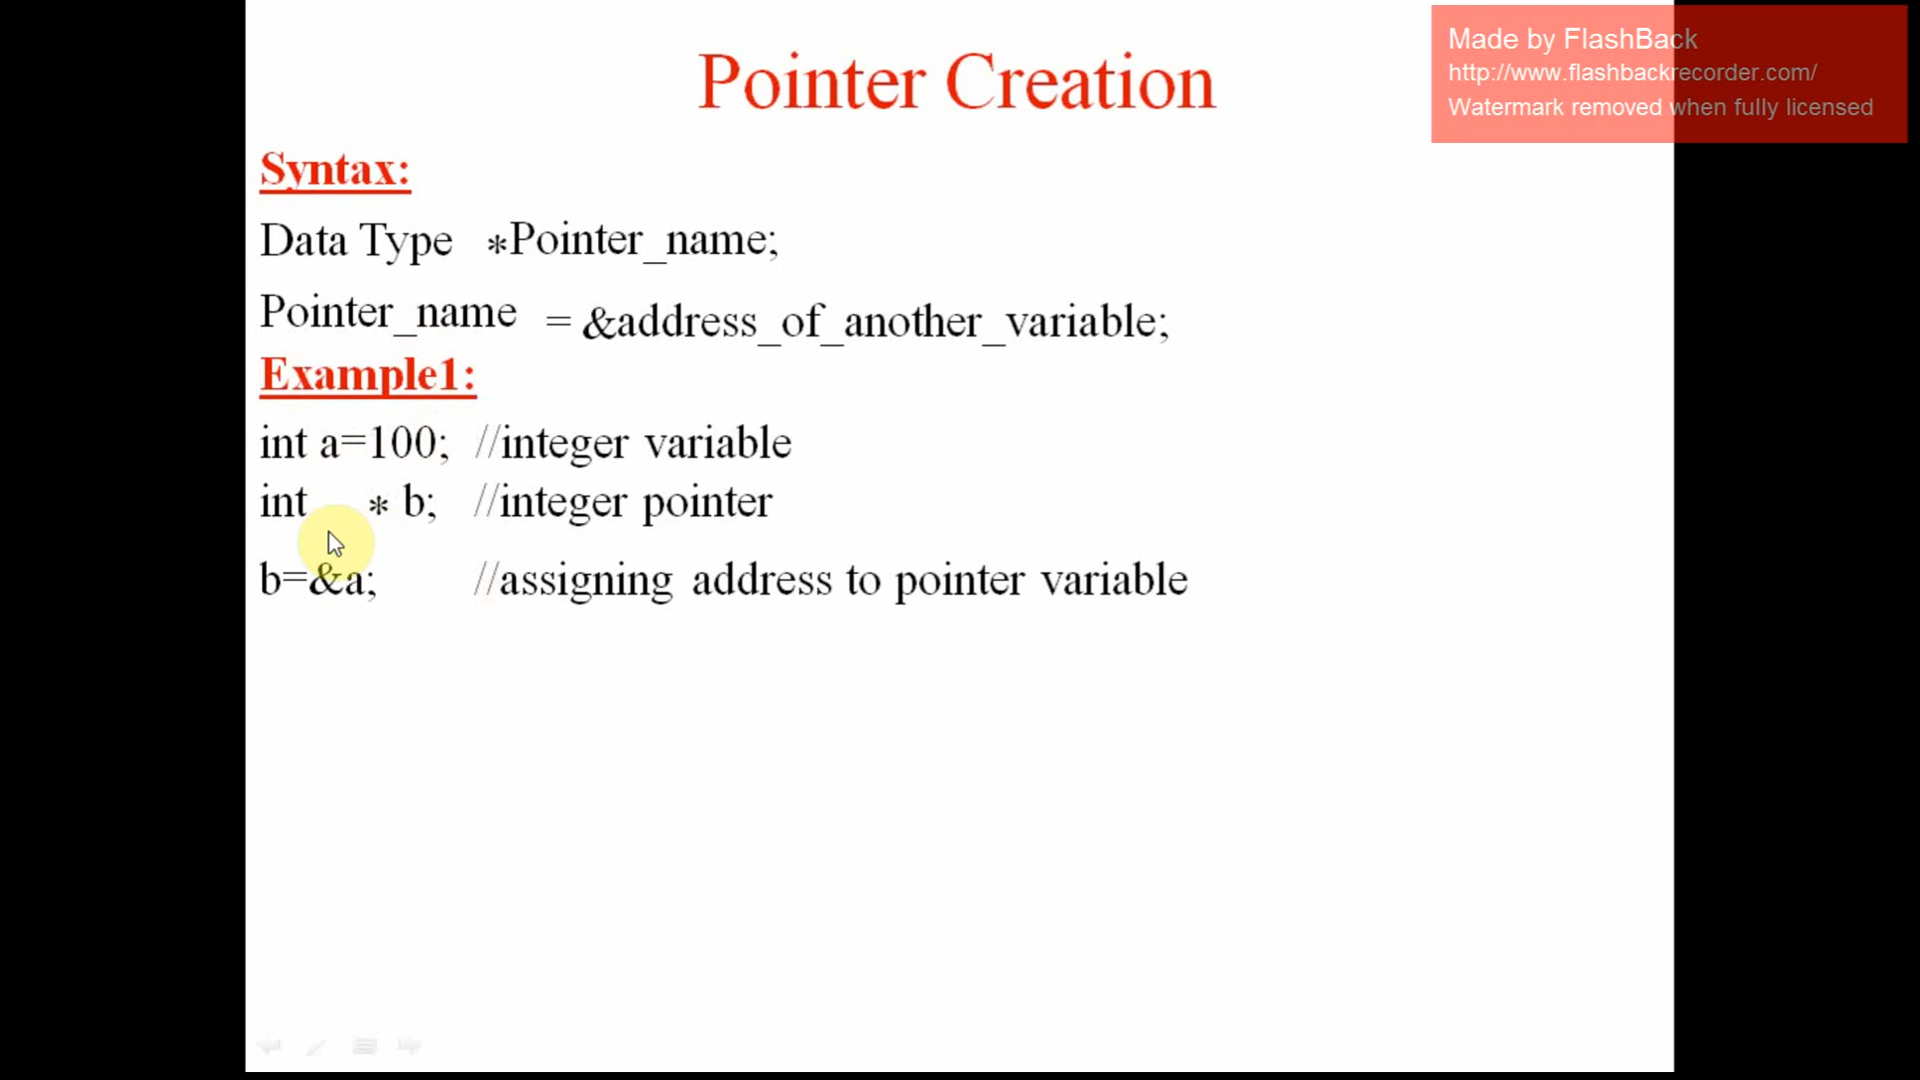 Pointer Creation
Made by FlashBack
http://www.flashbackrecorder.com/
Watermark removed when fully licensed
Syntax:
Data Type *Pointer_name;
Pointer_name = &address_of_another_variable;
Example1:
int a=100; //integer variable
int * b; //integer pointer
b=&a; //assigning address to pointer variable